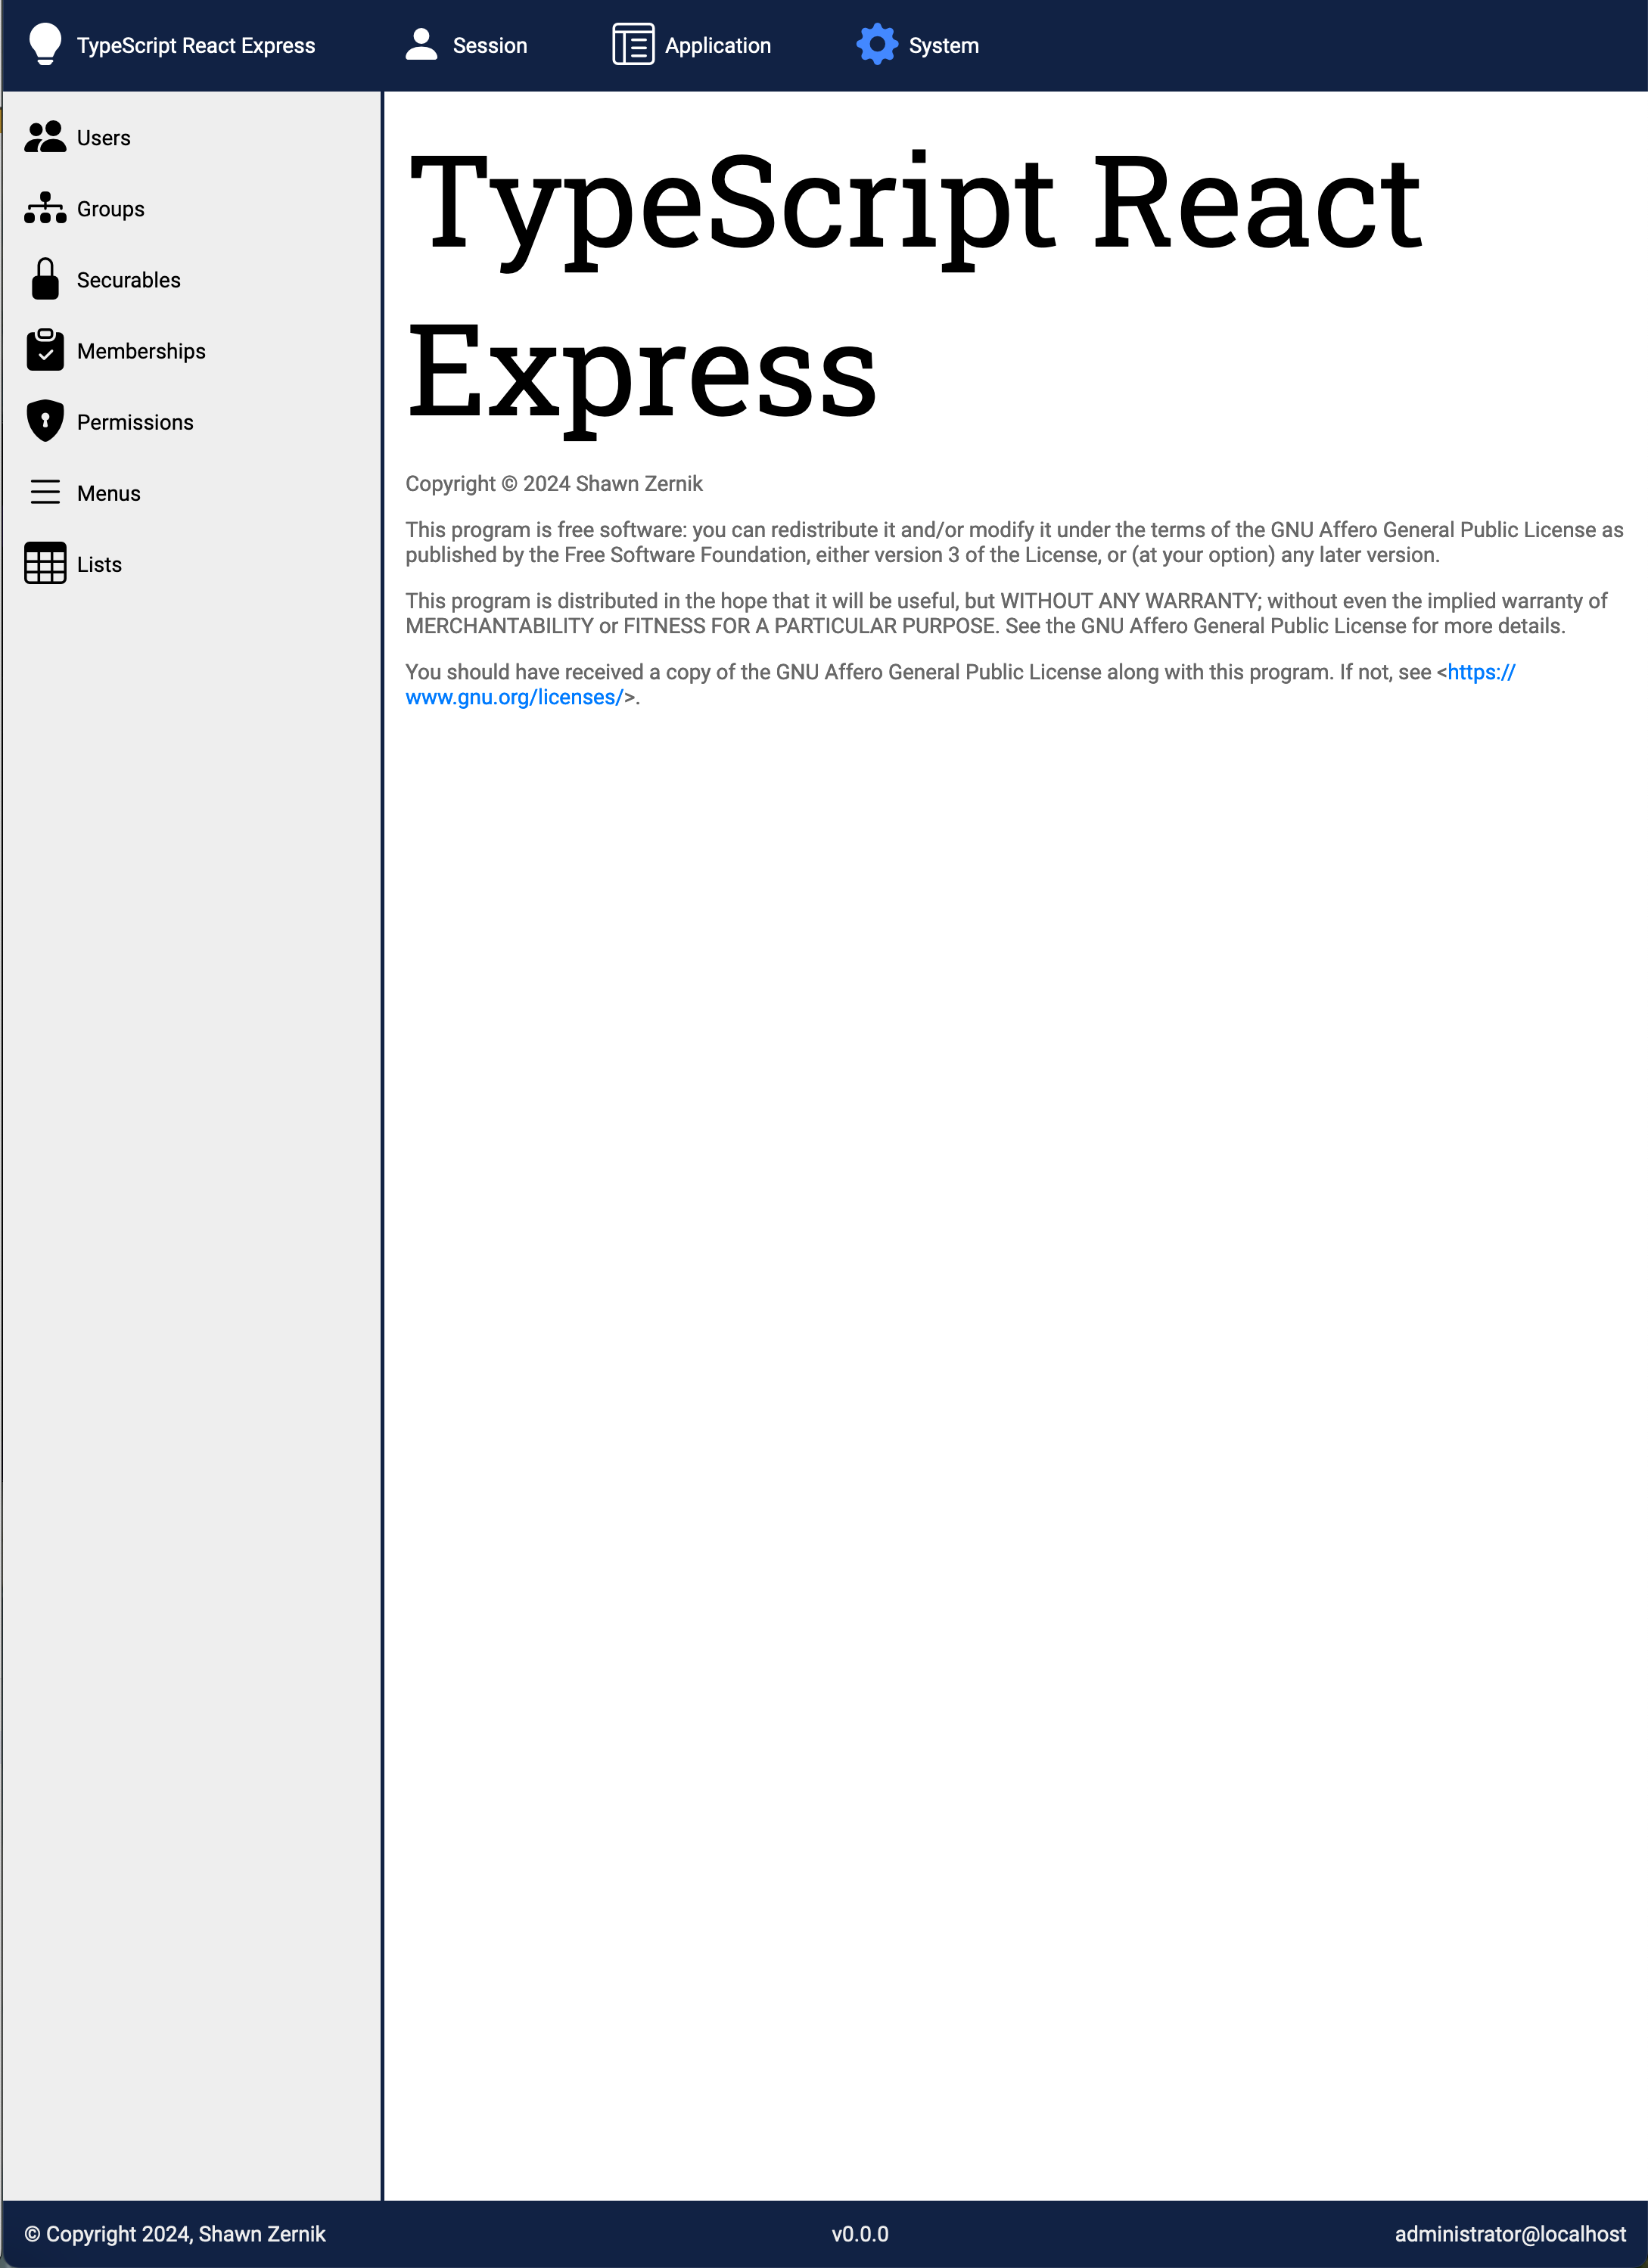 TypeScript React Express
Session
Application
System
Users
Groups
Securables
Memberships
Permissions
Menus
Lists
TypeScript React
Express
Copyright © 2024 Shawn Zernik
This program is free software: you can redistribute it and/or modify it under the terms of the GNU Affero General Public License as
published by the Free Software Foundation, either version 3 of the License, or (at your option) any later version.
This program is distributed in the hope that it will be useful, but WITHOUT ANY WARRANTY; without even the implied warranty of
MERCHANTABILITY or FITNESS FOR A PARTICULAR PURPOSE. See the GNU Affero General Public License for more details.
You should have received a copy of the GNU Affero General Public License along with this program. If not, see <https://
www.gnu.org/licenses/>.
© Copyright 2024, Shawn Zernik
v0.0.0
administrator@localhost